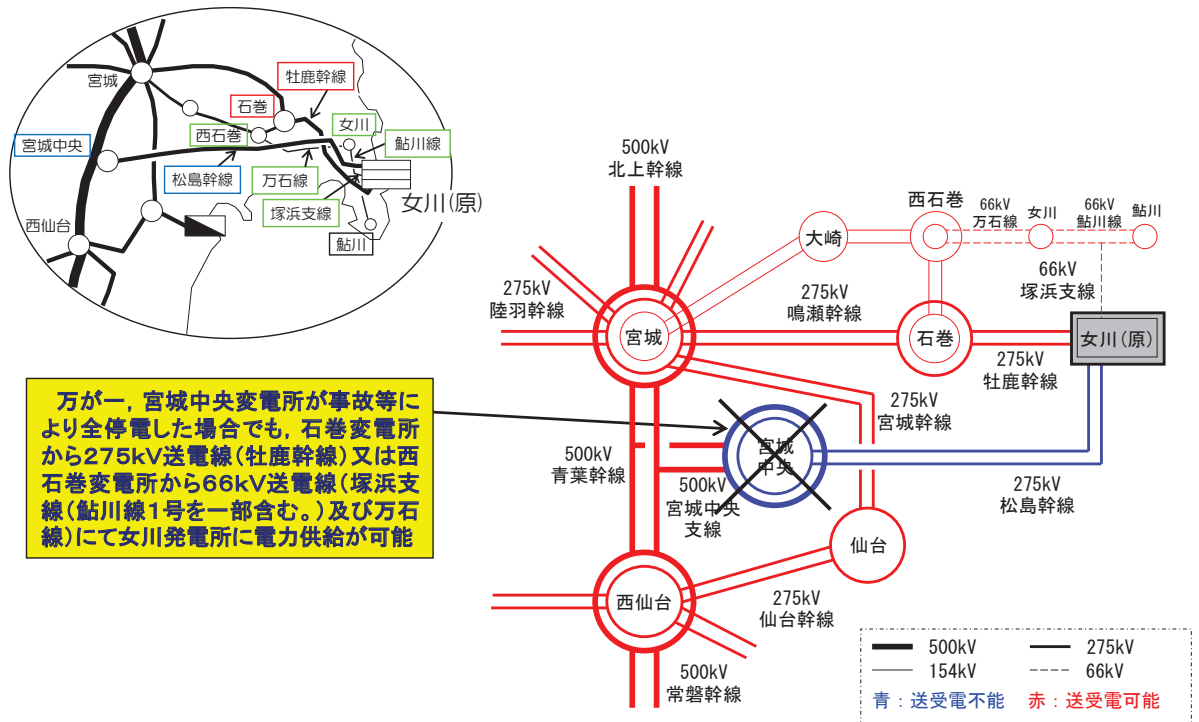 宮城
牡鹿幹線
石巻
女川
西石巻
鮎川線
宮城中央
松島幹線
万石線
塚浜支線
女川(原)
西仙台
鮎川
万が一，宮城中央変電所が事故等に
より全停電した場合でも，石巻変電所
から275kV送電線(牡鹿幹線)又は西
石巻変電所から66kV送電線(塚浜支
線(鮎川線1号を一部含む。)及び万石
線)にて女川発電所に電力供給が可能
500kV
北上幹線
西石巻
66kV
万石線
女川
66kV
鮎川線
鮎川
大崎
66kV
塚浜支線
275kV
陸羽幹線
275kV
鳴瀬幹線
宮城
石巻
女川(原)
275kV
牡鹿幹線
275kV
宮城幹線
500kV
青葉幹線
宮城
中央
500kV
宮城中央
支線
275kV
松島幹線
仙台
西仙台
275kV
仙台幹線
500kV
常磐幹線
500kV
275kV
154kV
66kV
青：送受電不能
赤：送受電可能